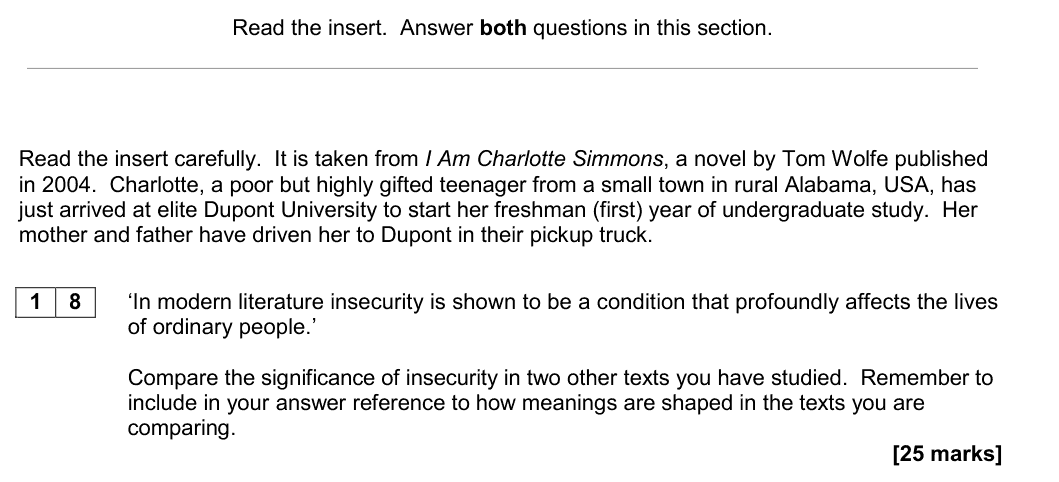 Read the insert. Answer both questions in this section.
Read the insert carefully. It is taken from I Am Charlotte Simmons, a novel by Tom Wolfe published
in 2004. Charlotte, a poor but highly gifted teenager from a small town in rural Alabama, USA, has
just arrived at elite Dupont University to start her freshman (first) year of undergraduate study. Her
mother and father have driven her to Dupont in their pickup truck.
1 8 ‘In modern literature insecurity is shown to be a condition that profoundly affects the lives
of ordinary people.’
Compare the significance of insecurity in two other texts you have studied. Remember to
include in your answer reference to how meanings are shaped in the texts you are
comparing.
[25 marks]